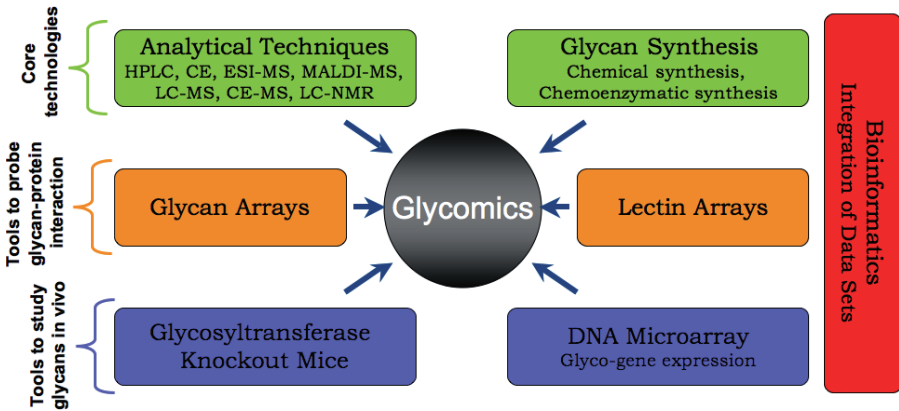 Core
technologies
Analytical Techniques
HPLC, CE, ESI-MS, MALDI-MS,
LC-MS, CE-MS, LC-NMR
Glycan Synthesis
Chemical synthesis,
Chemoenzymatic synthesis
Tools to probe
glycan-protein
interaction
Glycan Arrays
Glycomics
Lectin Arrays
Tools to study
glycans in vivo
Glycosyltransferase
Knockout Mice
DNA Microarray
Glyco-gene expression
Bioinformatics
Integration of Data Sets